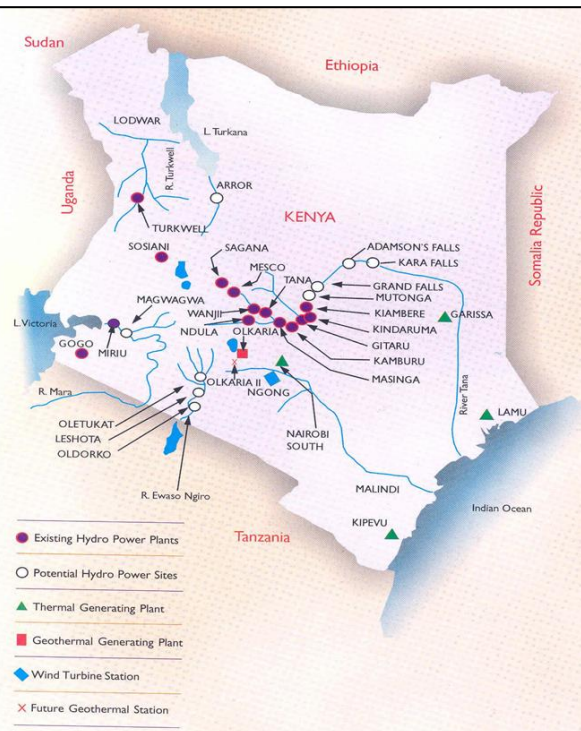 Sudan
Ethiopia
LODWAR
L. Turkana
R. Turkwell
Uganda
ARROR
Somalia Republic
TURKWELL
KENYA
SOSIANI
SAGANA
ADAMSON'S FALLS
MESCO
KARA FALLS
TANA
GRAND FALLS
MAGWAGWA
MUTONGA
WANJII
KIAMBERE
GARISSA
L. Victoria
NDULA
OLKARIA
KINDARUMA
GOGO
MIRIU
GITARU
KAMBURU
MASINGA
R. Mara
OLKARIA II
NGONG
River Tana
LAMU
OLETUKAT
LESHOTA
OLDORKO
NAIROBI
SOUTH
R. Ewaso Ngiro
MALINDI
Indian Ocean
KIPEVU
Tanzania
Existing Hydro Power Plants
Potential Hydro Power Sites
Thermal Generating Plant
Geothermal Generating Plant
Wind Turbine Station
Future Geothermal Station